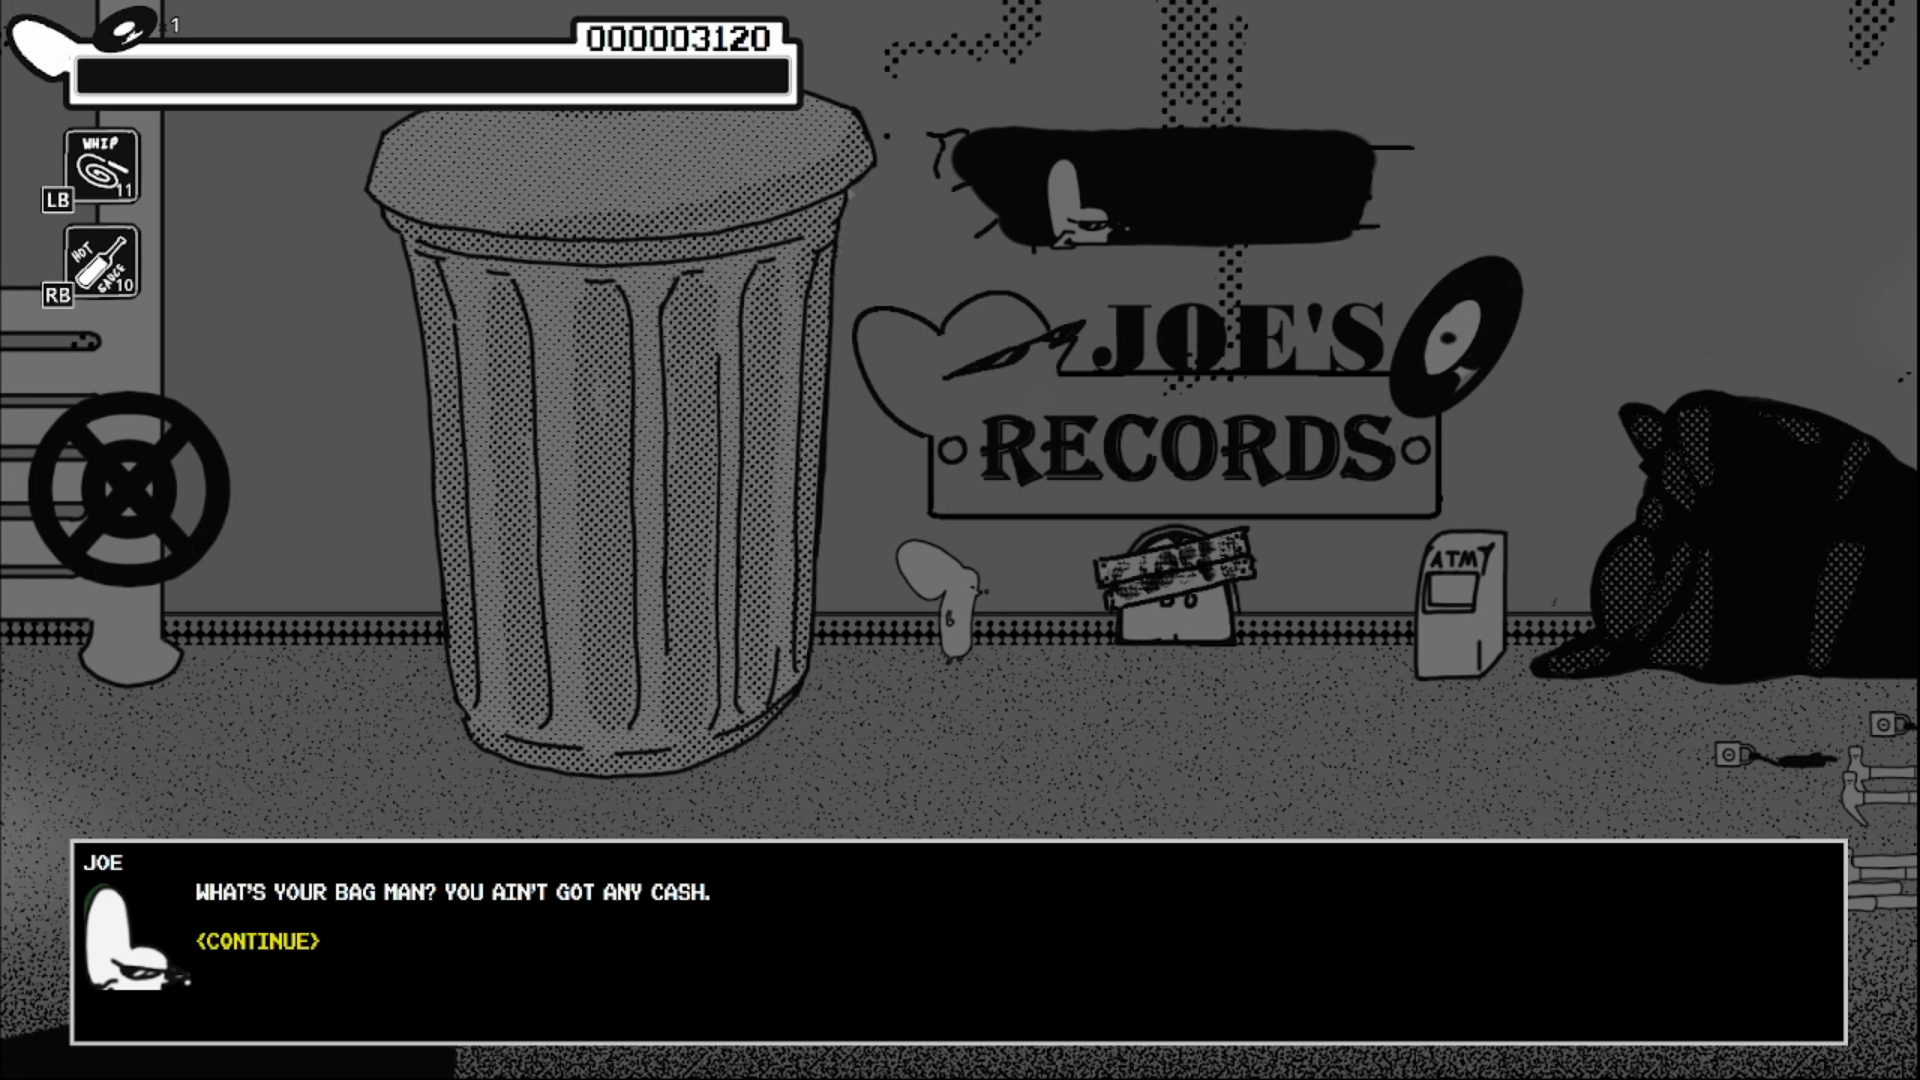 1
000003120
WHIP
11
LB
HOT
SAUCE
10
RB
JOE'S
RECORDS
ATM
JOE
WHAT'S YOUR BAG MAN? YOU AIN'T GOT ANY CASH.
<CONTINUE>